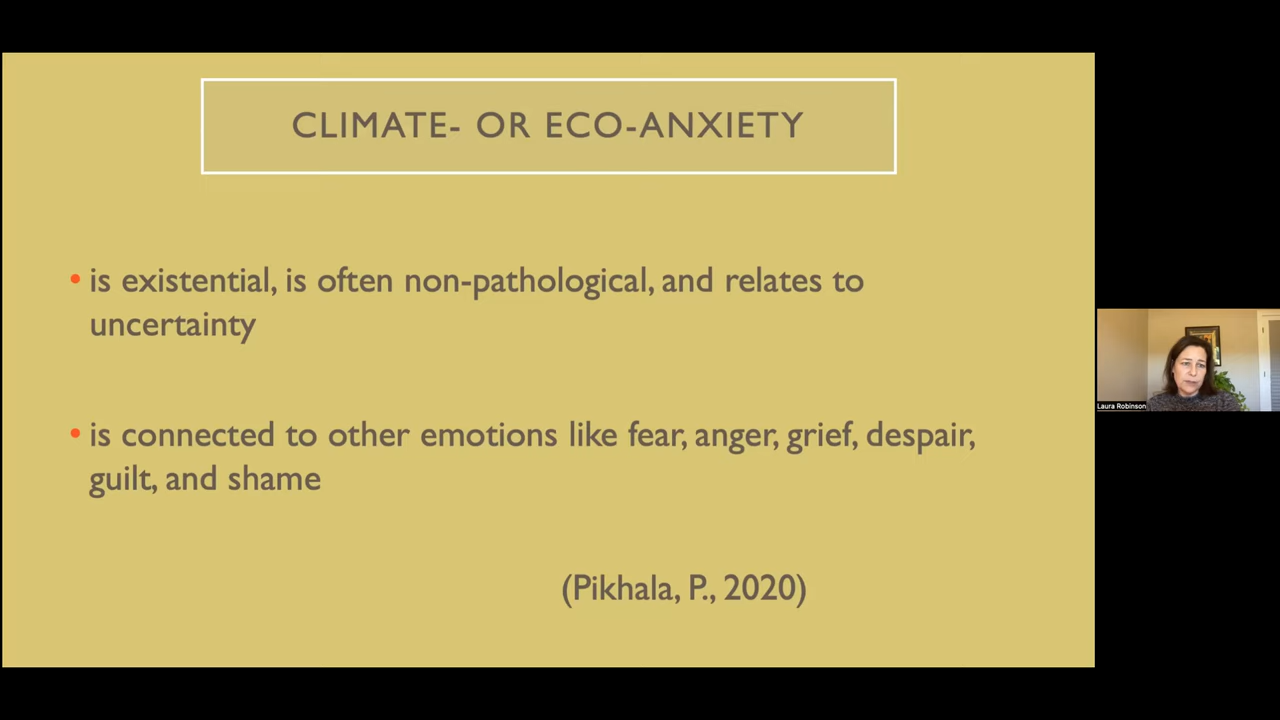 CLIMATE- OR ECO-ANXIETY
• is existential, is often non-pathological, and relates to
uncertainty
• is connected to other emotions like fear, anger, grief, despair,
guilt, and shame
(Pikhala, P., 2020)
Laura Robinson